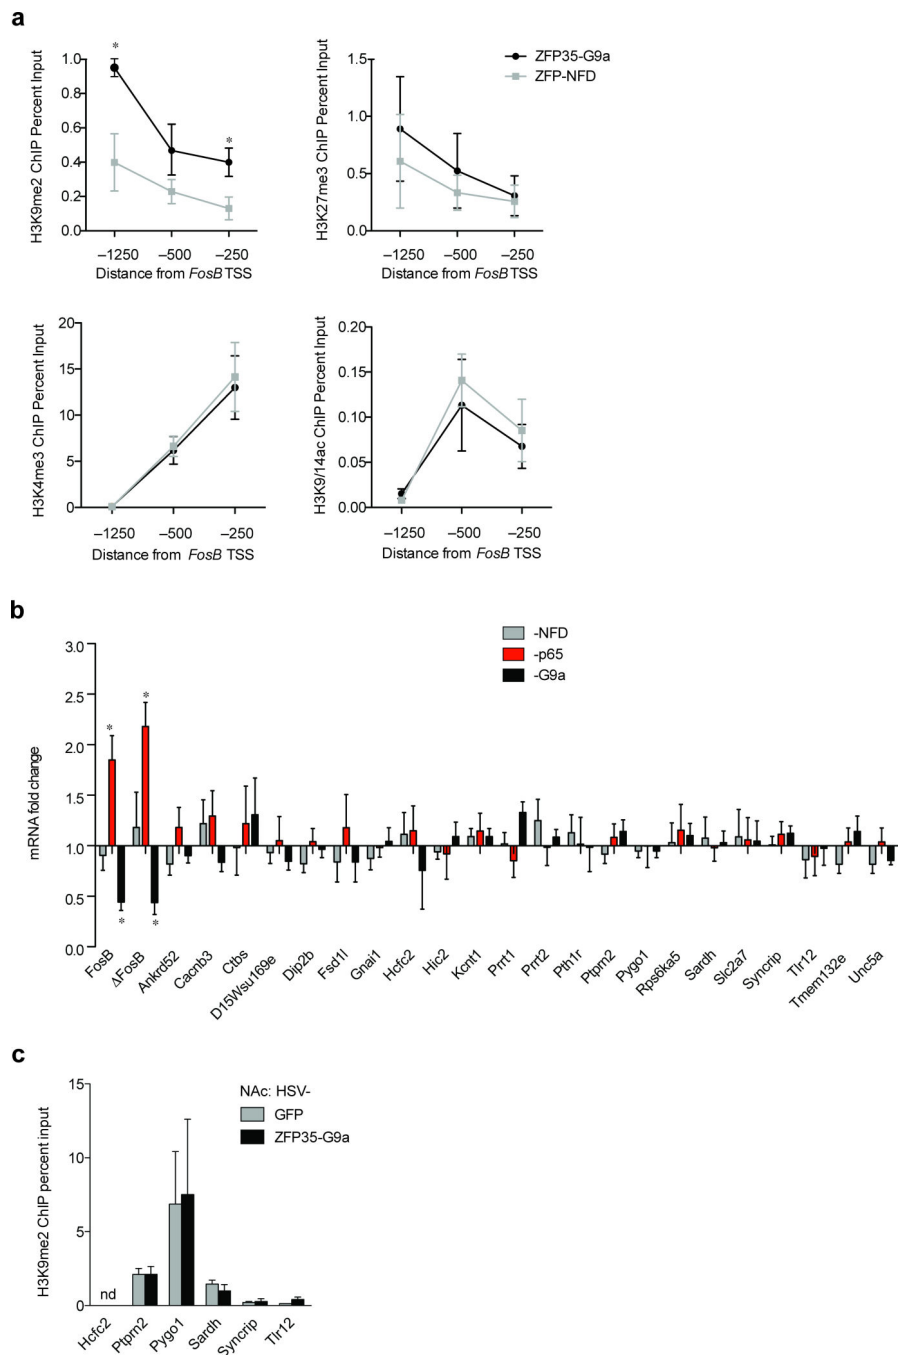 a
H3K9me2 ChIP Percent Input
1.0
0.8
0.6
0.4
0.2
0.0
*
*
−1250 −500 −250
Distance from FosB TSS
H3K27me3 ChIP Percent Input
1.5
1.0
0.5
0.0
−1250 −500 −250
Distance from FosB TSS
ZFP35-G9a
ZFP-NFD
H3K4me3 ChIP Percent Input
20
15
10
5
0
−1250 −500 −250
Distance from FosB TSS
H3K9/14ac ChIP Percent Input
0.20
0.15
0.10
0.05
0.00
−1250 −500 −250
Distance from FosB TSS
b
-NFD
-p65
-G9a
mRNA fold change
3.0
2.5
2.0
1.5
1.0
0.5
0.0
*
*
*
*
FosB
ΔFosB
Ankrd52
Cacnb3
Ctbs
D15Wsu169e
Dip2b
Fsd1l
Gnai1
Hcfc2
Hic2
Kcnt1
Prrt1
Prrt2
Pth1r
Ptprn2
Pygo1
Rps6ka5
Sardh
Slc2a7
Syncrip
Tlr12
Tmem132e
Unc5a
c
H3K9me2 ChIP percent input
15
10
5
0
NAc: HSV-
GFP
ZFP35-G9a
nd
Hcfc2
Ptprn2
Pygo1
Sardh
Syncrip
Tlr12